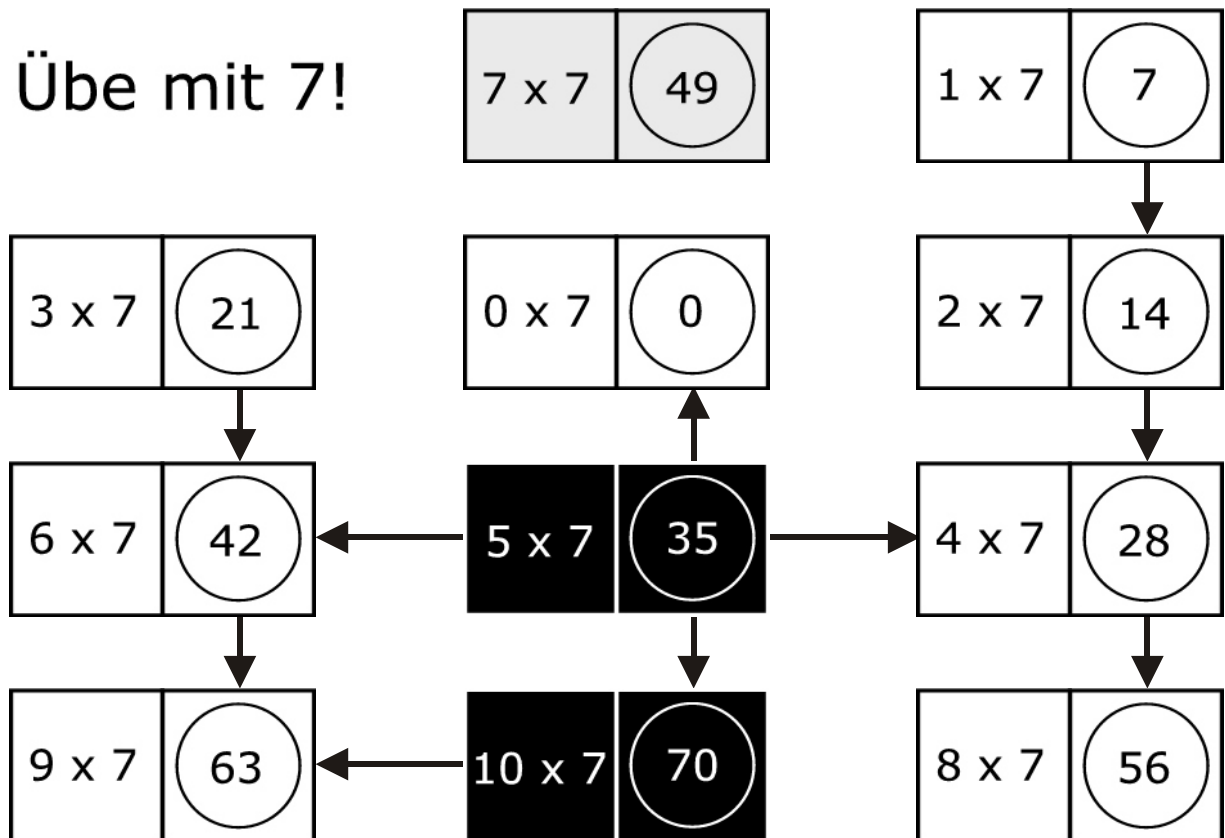 Übe mit 7!
7 x 7 49
1 x 7 7
3 x 7 21
0 x 7 0
2 x 7 14
6 x 7 42
5 x 7 35
4 x 7 28
9 x 7 63
10 x 7 70
8 x 7 56